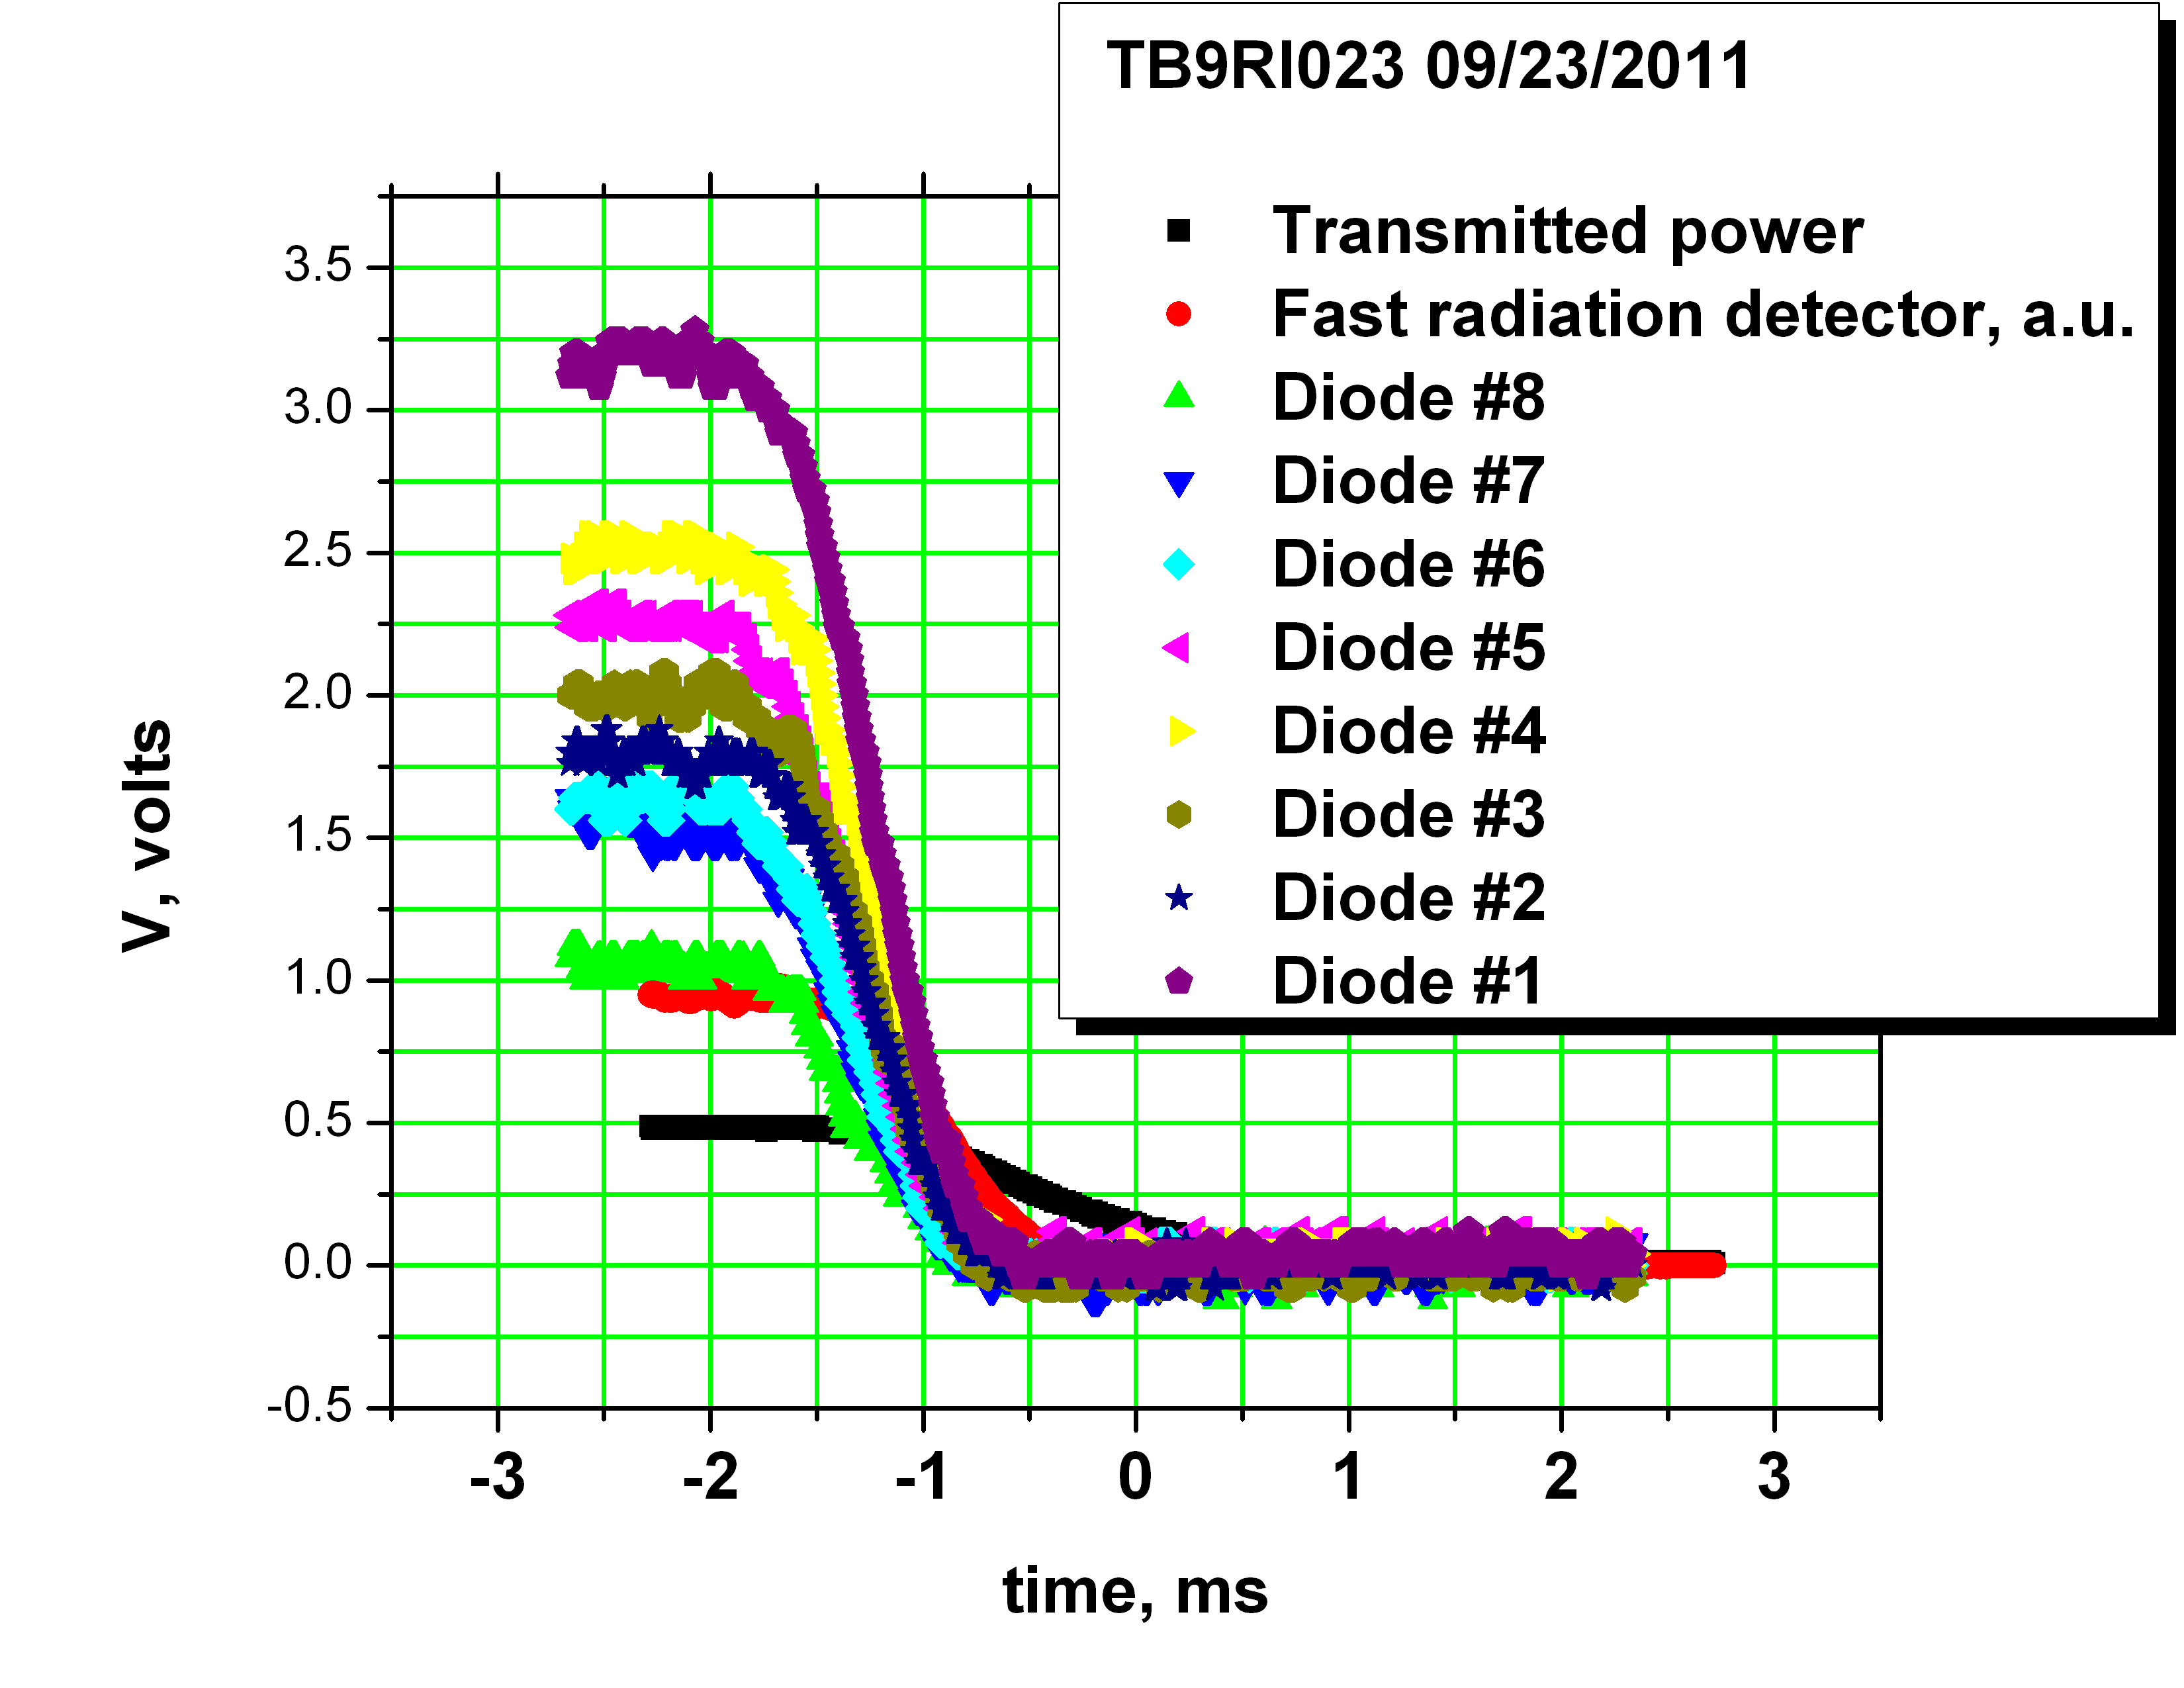 TB9RI023 09/23/2011
Transmitted power
Fast radiation detector, a.u.
Diode #8
Diode #7
Diode #6
Diode #5
Diode #4
Diode #3
Diode #2
Diode #1
V, volts
3.5
3.0
2.5
2.0
1.5
1.0
0.5
0.0
-0.5
-3 -2 -1 0 1 2 3
time, ms